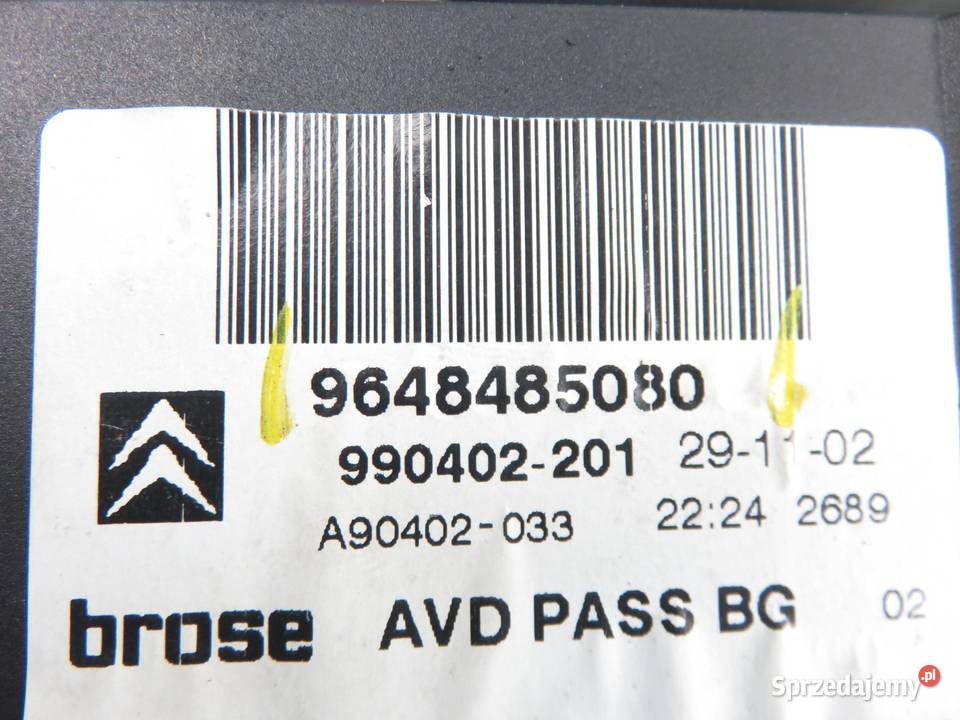 9648485080
990402-201 29-11-02
A90402-033 22:24 2689
brose AVD PASS BG 02
Sprzedajemy.pl